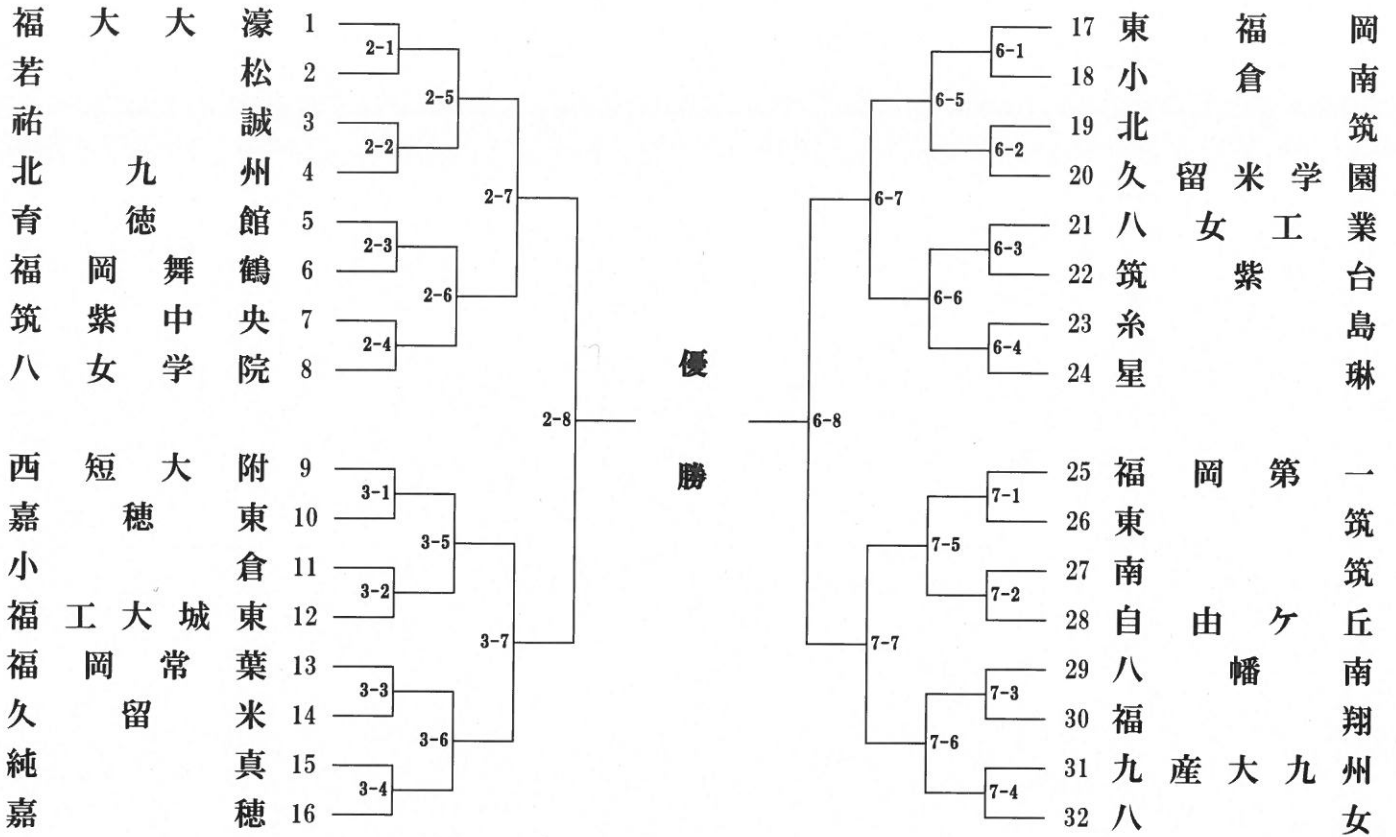 福大大濠 1
2-1
若松 2
2-5
祐誠 3
2-2
北九州 4
2-7
育徳館 5
2-3
福岡舞鶴 6
2-6
筑紫中央 7
2-4
八女学院 8
2-8
西短大附 9
3-1
嘉穂東 10
3-5
小倉 11
3-2
福工大城東 12
3-7
福岡常葉 13
3-3
久留米 14
3-6
純真 15
3-4
嘉穂 16
優勝
17 東福岡
6-1
18 小倉南
6-5
19 北筑
6-2
20 久留米学園
6-7
21 八女工業
6-3
22 筑紫台
6-6
23 糸島
6-4
24 星琳
6-8
25 福岡第一
7-1
26 東筑
7-5
27 南筑
7-2
28 自由ケ丘
7-7
29 八幡南
7-3
30 福翔
7-6
31 九産大九州
7-4
32 八女